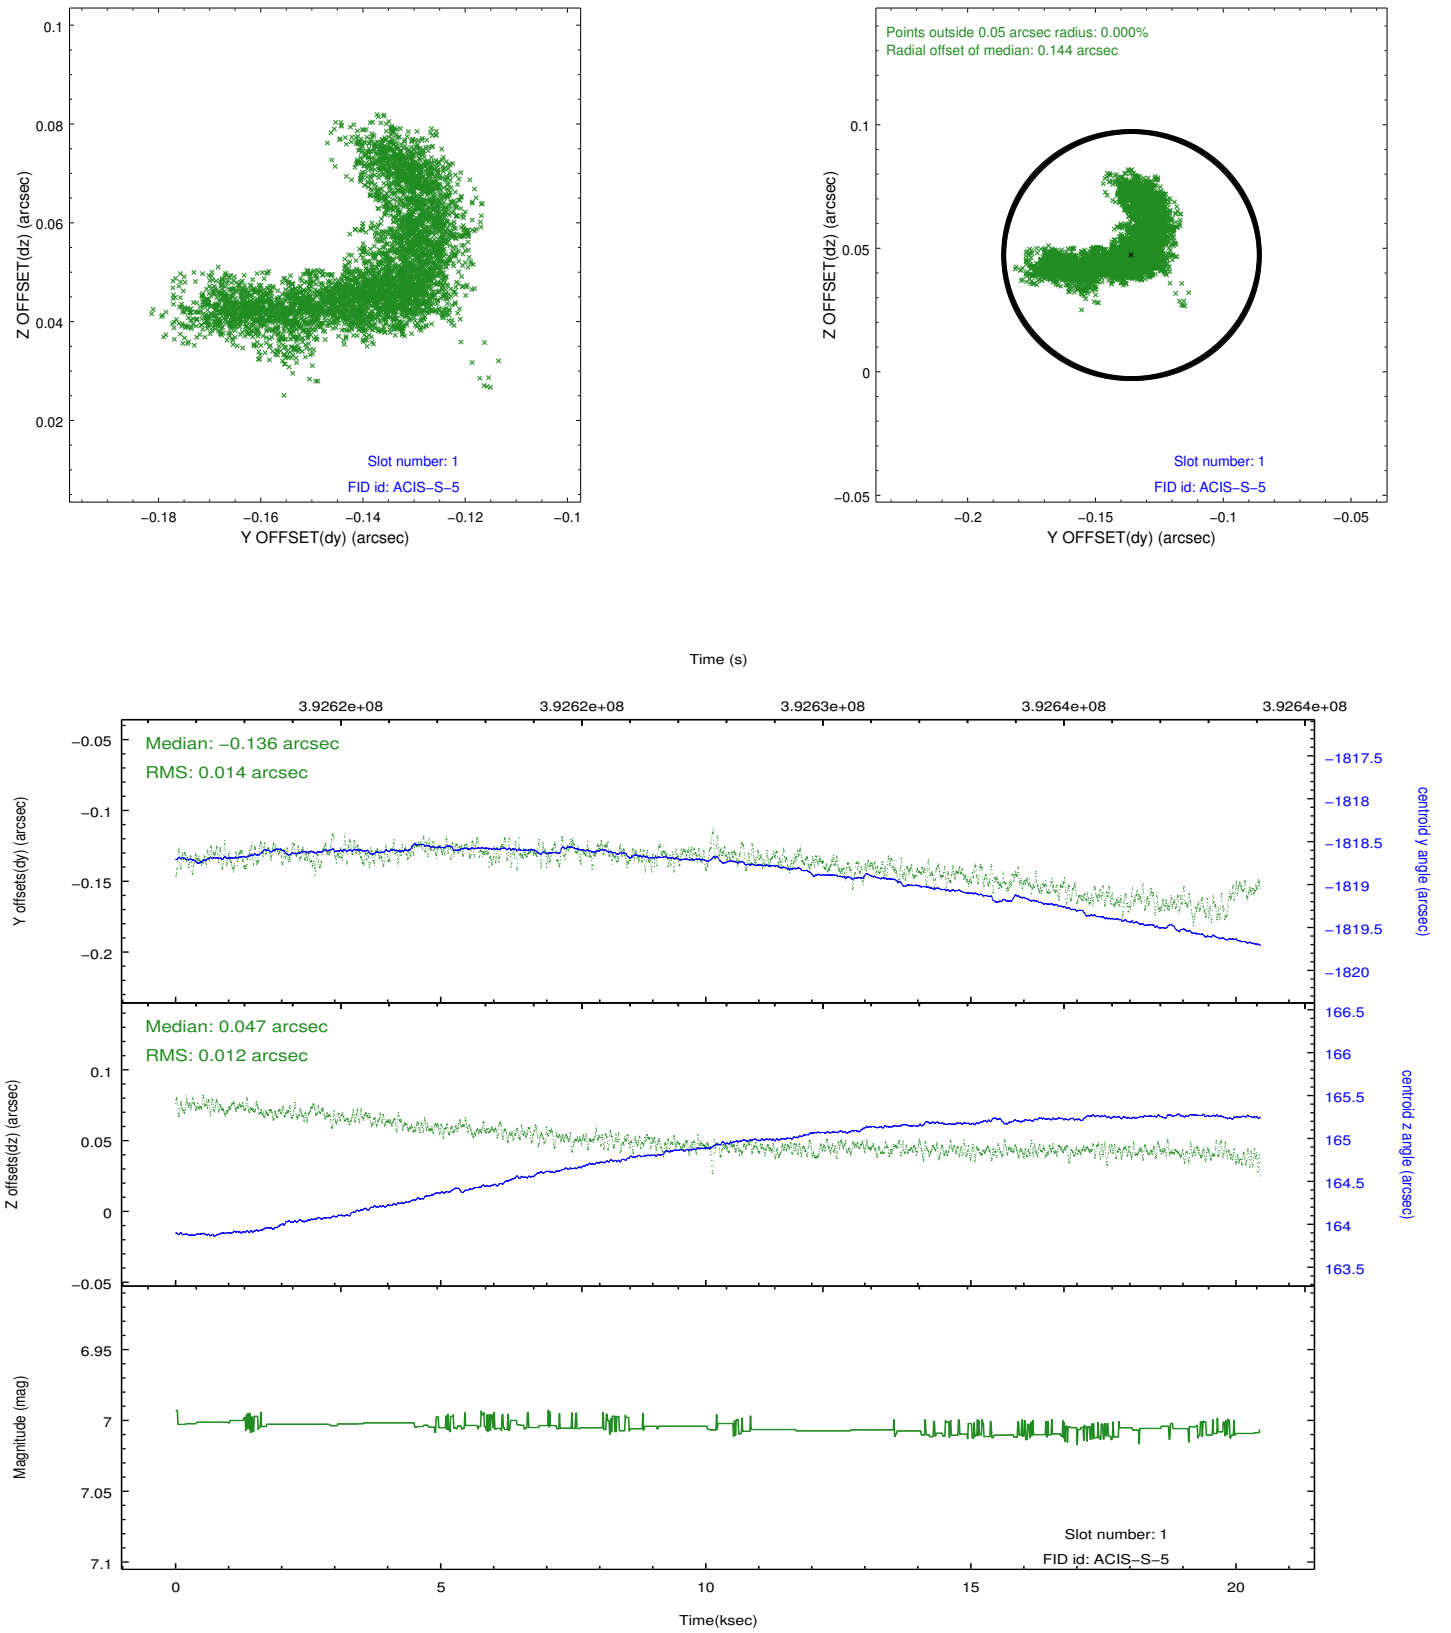 0.1
0.08
0.06
0.04
0.02
Z OFFSET(dz) (arcsec)
Slot number: 1
FID id: ACIS−S−5
−0.18 −0.16 −0.14 −0.12 −0.1
Y OFFSET(dy) (arcsec)
Points outside 0.05 arcsec radius: 0.000%
Radial offset of median: 0.144 arcsec
0.1
0.05
0
−0.05
Z OFFSET(dz) (arcsec)
Slot number: 1
FID id: ACIS−S−5
−0.2 −0.15 −0.1 −0.05
Y OFFSET(dy) (arcsec)
Time (s)
3.9262e+08 3.9262e+08 3.9263e+08 3.9264e+08 3.9264e+08
Median: −0.136 arcsec
RMS: 0.014 arcsec
−0.05
−0.1
−0.15
−0.2
Y offsets(dy) (arcsec)
−1817.5
−1818
−1818.5
−1819
−1819.5
−1820
centroid y angle (arcsec)
Median: 0.047 arcsec
RMS: 0.012 arcsec
0.1
0.05
0
−0.05
Z offsets(dz) (arcsec)
166.5
166
165.5
165
164.5
164
163.5
centroid z angle (arcsec)
6.95
7
7.05
7.1
Magnitude (mag)
Slot number: 1
FID id: ACIS−S−5
0 5 10 15 20
Time(ksec)